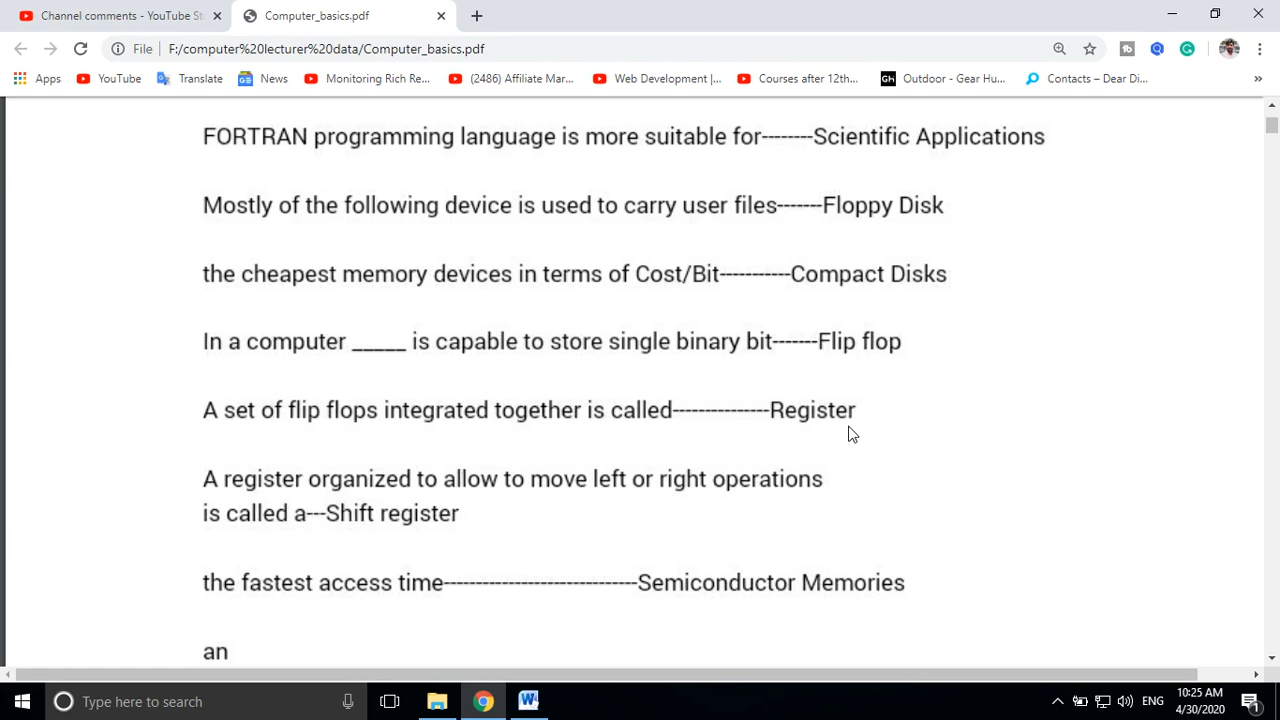 Channel comments - YouTube St
Computer_basics.pdf
File
F:/computer%20lecturer%20data/Computer_basics.pdf
Apps
YouTube
Translate
News
Monitoring Rich Re...
(2486) Affiliate Mar...
Web Development |...
Courses after 12th...
GH
Outdoor - Gear Hu...
Contacts – Dear Di...
»
FORTRAN programming language is more suitable for--------Scientific Applications
Mostly of the following device is used to carry user files-------Floppy Disk
the cheapest memory devices in terms of Cost/Bit-----------Compact Disks
In a computer _____ is capable to store single binary bit-------Flip flop
A set of flip flops integrated together is called---------------Register
A register organized to allow to move left or right operations
is called a---Shift register
the fastest access time------------------------------Semiconductor Memories
an
Type here to search
ENG
10:25 AM
4/30/2020
1